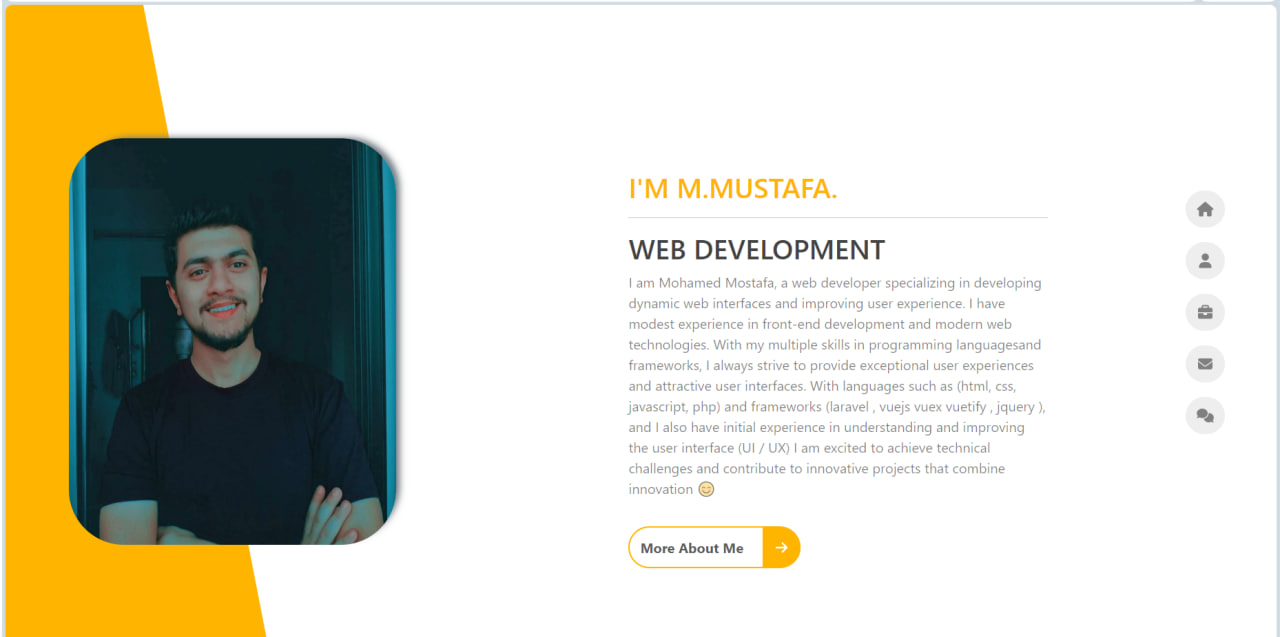 I'M M.MUSTAFA.
WEB DEVELOPMENT
I am Mohamed Mostafa, a web developer specializing in developing
dynamic web interfaces and improving user experience. I have
modest experience in front-end development and modern web
technologies. With my multiple skills in programming languagesand
frameworks, I always strive to provide exceptional user experiences
and attractive user interfaces. With languages such as (html, css,
javascript, php) and frameworks (laravel , vuejs vuex vuetify , jquery ),
and I also have initial experience in understanding and improving
the user interface (UI / UX) I am excited to achieve technical
challenges and contribute to innovative projects that combine
innovation 😊
More About Me